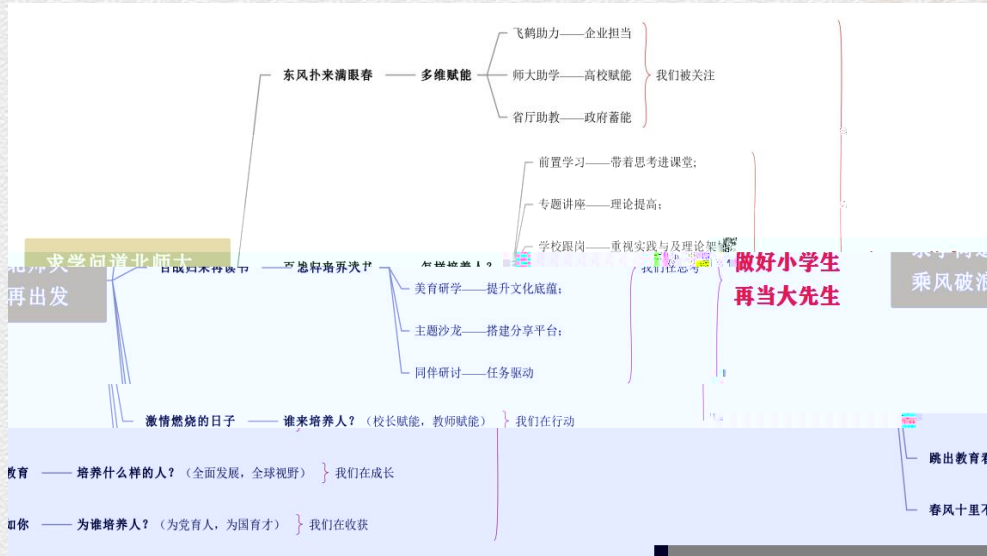 飞鹤助力——企业担当
东风扑来满眼春 多维赋能 师大助学——高校赋能 我们被关注
省厅助教——政府蓄能
前置学习——带着思考进课堂;
专题讲座——理论提高;
学校跟岗——重视实践与及理论架
求学问道北师大
做好小学生
再出发
再当大先生
乘风破浪
美育研学——提升文化底蕴;
主题沙龙——搭建分享平台;
同伴研讨——任务驱动
激情燃烧的日子 谁来培养人?(校长赋能,教师赋能) 我们在行动
跳出教育看
教育 培养什么样的人?(全面发展,全球视野) 我们在成长
春风十里不
如你 为谁培养人?(为党育人,为国育才) 我们在收获